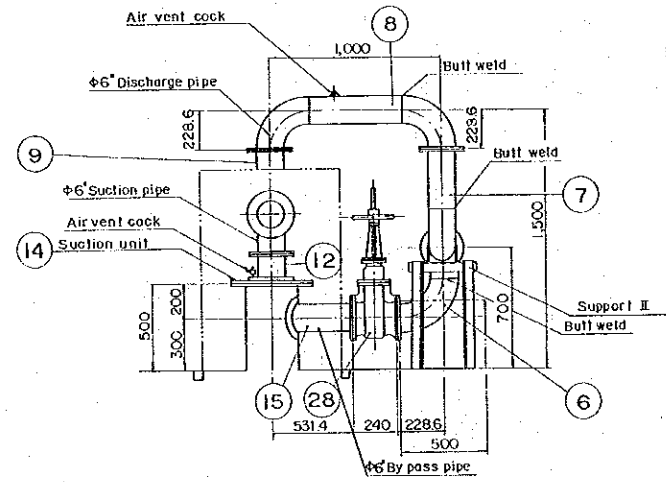 Air vent cock
8
1,000
Butt weld
Φ6" Discharge pipe
228.6
223.6
9
Butt weld
Φ6" Suction pipe
7
1,500
Air vent cock
14
Suction unit
12
500
200
300
700
Support II
Butt weld
15
28
6
531.4
240
228.6
500
Φ6" By pass pipe